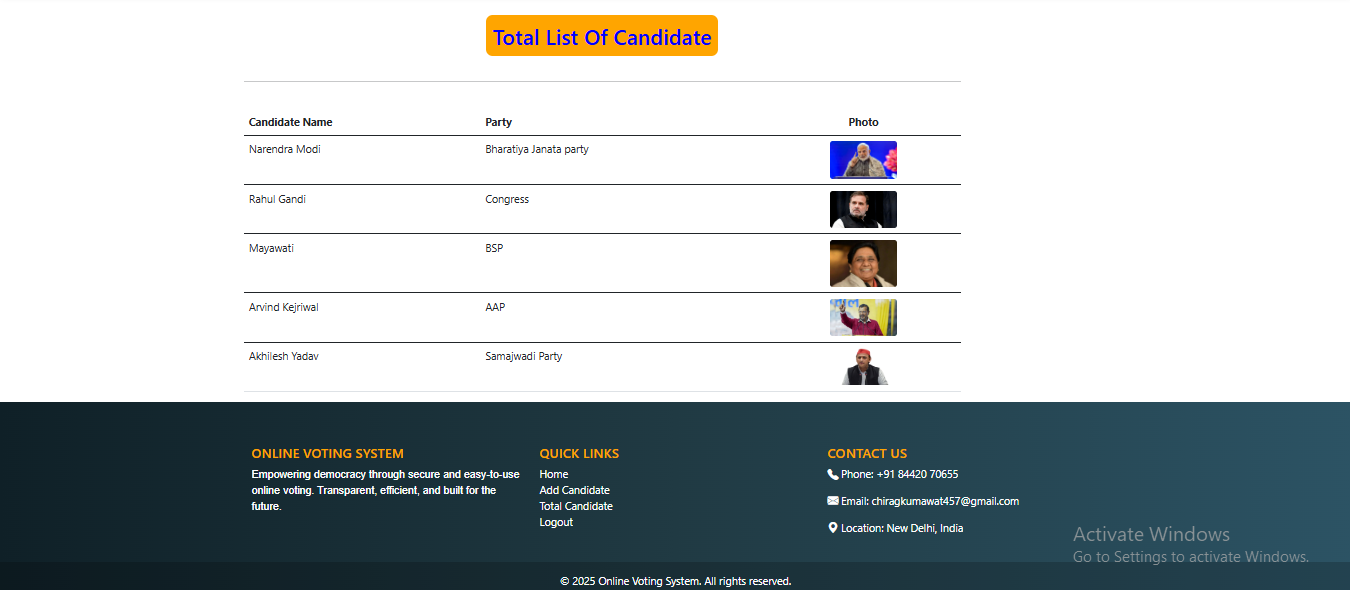 Total List Of Candidate
Candidate Name Party Photo
Narendra Modi Bharatiya Janata party
Rahul Gandi Congress
Mayawati BSP
Arvind Kejriwal AAP
Akhilesh Yadav Samajwadi Party
ONLINE VOTING SYSTEM
Empowering democracy through secure and easy-to-use
online voting. Transparent, efficient, and built for the
future.
QUICK LINKS
Home
Add Candidate
Total Candidate
Logout
CONTACT US
Phone: +91 84420 70655
Email: chiragkumawat457@gmail.com
Location: New Delhi, India
Activate Windows
Go to Settings to activate Windows.
© 2025 Online Voting System. All rights reserved.